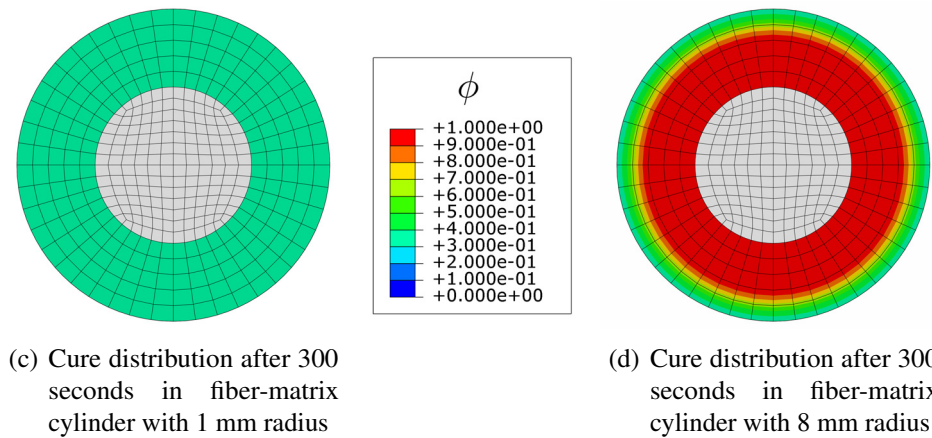 ϕ
+1.000e+00
+9.000e-01
+8.000e-01
+7.000e-01
+6.000e-01
+5.000e-01
+4.000e-01
+3.000e-01
+2.000e-01
+1.000e-01
+0.000e+00
(c) Cure distribution after 300
seconds in fiber-matrix
cylinder with 1 mm radius
(d) Cure distribution after 300
seconds in fiber-matrix
cylinder with 8 mm radius